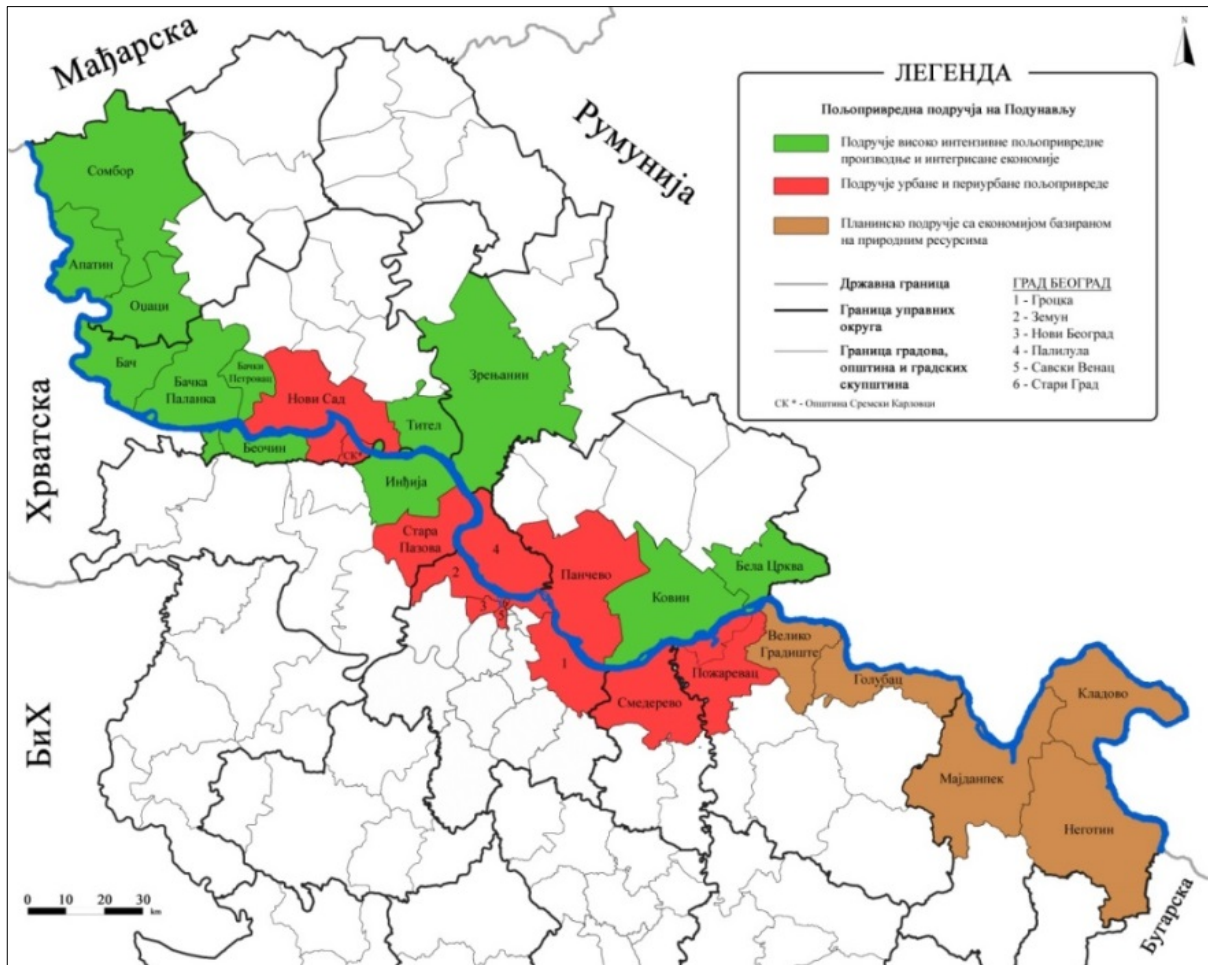 Мађарска
Румунија
Хрватска
БиХ
Бугарска
N
ЛЕГЕНДА
Пољопривредна подручја на Подунављу
Подручје високо интензивне пољопривредне
производње и интегрисане економије
Подручје урбане и периурбане пољопривреде
Планинско подручје са економијом базираном
на природним ресурсима
Државна граница
Граница управних
округа
Граница градова,
општина и градских
скупштина
СК * - Општина Сремски Карловци
ГРАД БЕОГРАД
1 - Гроцка
2 - Земун
3 - Нови Београд
4 - Палилула
5 - Савски Венац
6 - Стари Град
Сомбор
Апатин
Оџаци
Бач
Бачка
Паланка
Бачки
Петровац
Нови Сад
Зрењанин
Тител
Беочин
СК*
Инђија
Стара
Пазова
4
2
3
5
1
Панчево
Ковин
Бела Црква
Смедерево
Пожаревац
Велико
Градиште
Голубац
Кладово
Мајданпек
Неготин
0 10 20 30
km